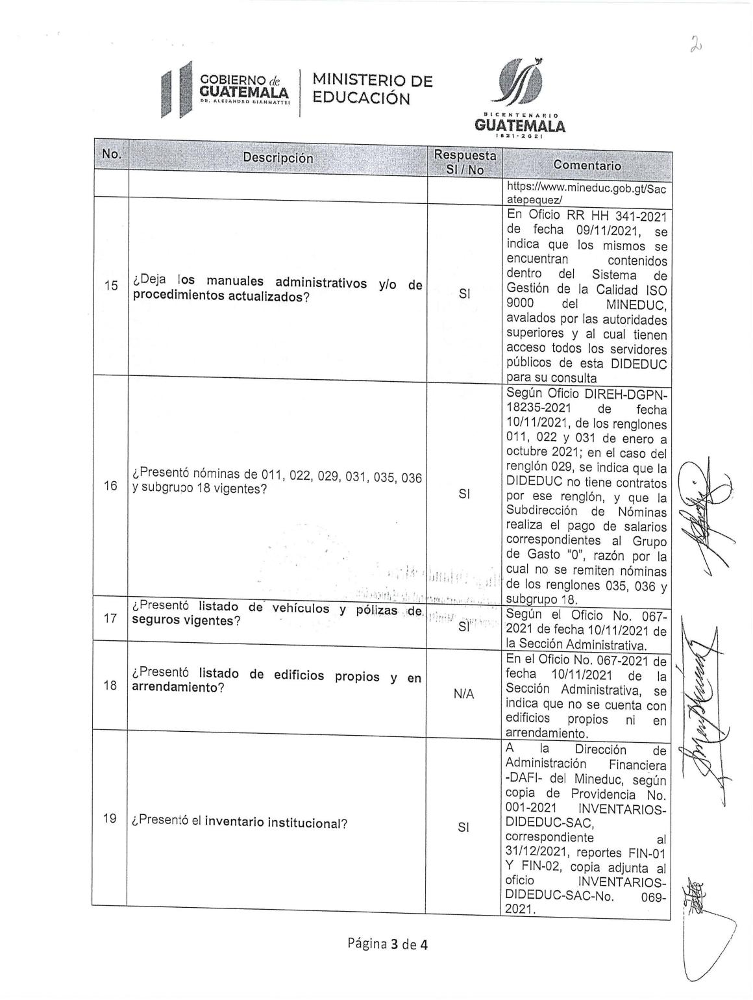 2
GOBIERNO de
GUATEMALA
DR. ALEJANDRO GIAMMATTEI
MINISTERIO DE
EDUCACIÓN
BICENTENARIO
GUATEMALA
1821-2021
No.
Descripción
Respuesta
SI / No
Comentario
https://www.mineduc.gob.gt/Sac
atepequez/
15
¿Deja los manuales administrativos y/o de
procedimientos actualizados?
SI
En Oficio RR HH 341-2021
de fecha 09/11/2021, se
indica que los mismos se
encuentran contenidos
dentro del Sistema de
Gestión de la Calidad ISO
9000 del MINEDUC,
avalados por las autoridades
superiores y al cual tienen
acceso todos los servidores
públicos de esta DIDEDUC
para su consulta
16
¿Presentó nóminas de 011, 022, 029, 031, 035, 036
y subgrupo 18 vigentes?
SI
Según Oficio DIREH-DGPN-
18235-2021 de fecha
10/11/2021, de los renglones
011, 022 y 031 de enero a
octubre 2021; en el caso del
renglón 029, se indica que la
DIDEDUC no tiene contratos
por ese renglón, y que la
Subdirección de Nóminas
realiza el pago de salarios
correspondientes al Grupo
de Gasto "0", razón por la
cual no se remiten nóminas
de los renglones 035, 036 y
subgrupo 18.
17
¿Presentó listado de vehículos y pólizas de
seguros vigentes?
SI
Según el Oficio No. 067-
2021 de fecha 10/11/2021 de
la Sección Administrativa.
18
¿Presentó listado de edificios propios y en
arrendamiento?
N/A
En el Oficio No. 067-2021 de
fecha 10/11/2021 de la
Sección Administrativa, se
indica que no se cuenta con
edificios propios ni en
arrendamiento.
19
¿Presentó el inventario institucional?
SI
A la Dirección de
Administración Financiera
-DAFI- del Mineduc, según
copia de Providencia No.
001-2021 INVENTARIOS-
DIDEDUC-SAC,
correspondiente al
31/12/2021, reportes FIN-01
Y FIN-02, copia adjunta al
oficio INVENTARIOS-
DIDEDUC-SAC-No. 069-
2021.
Página 3 de 4